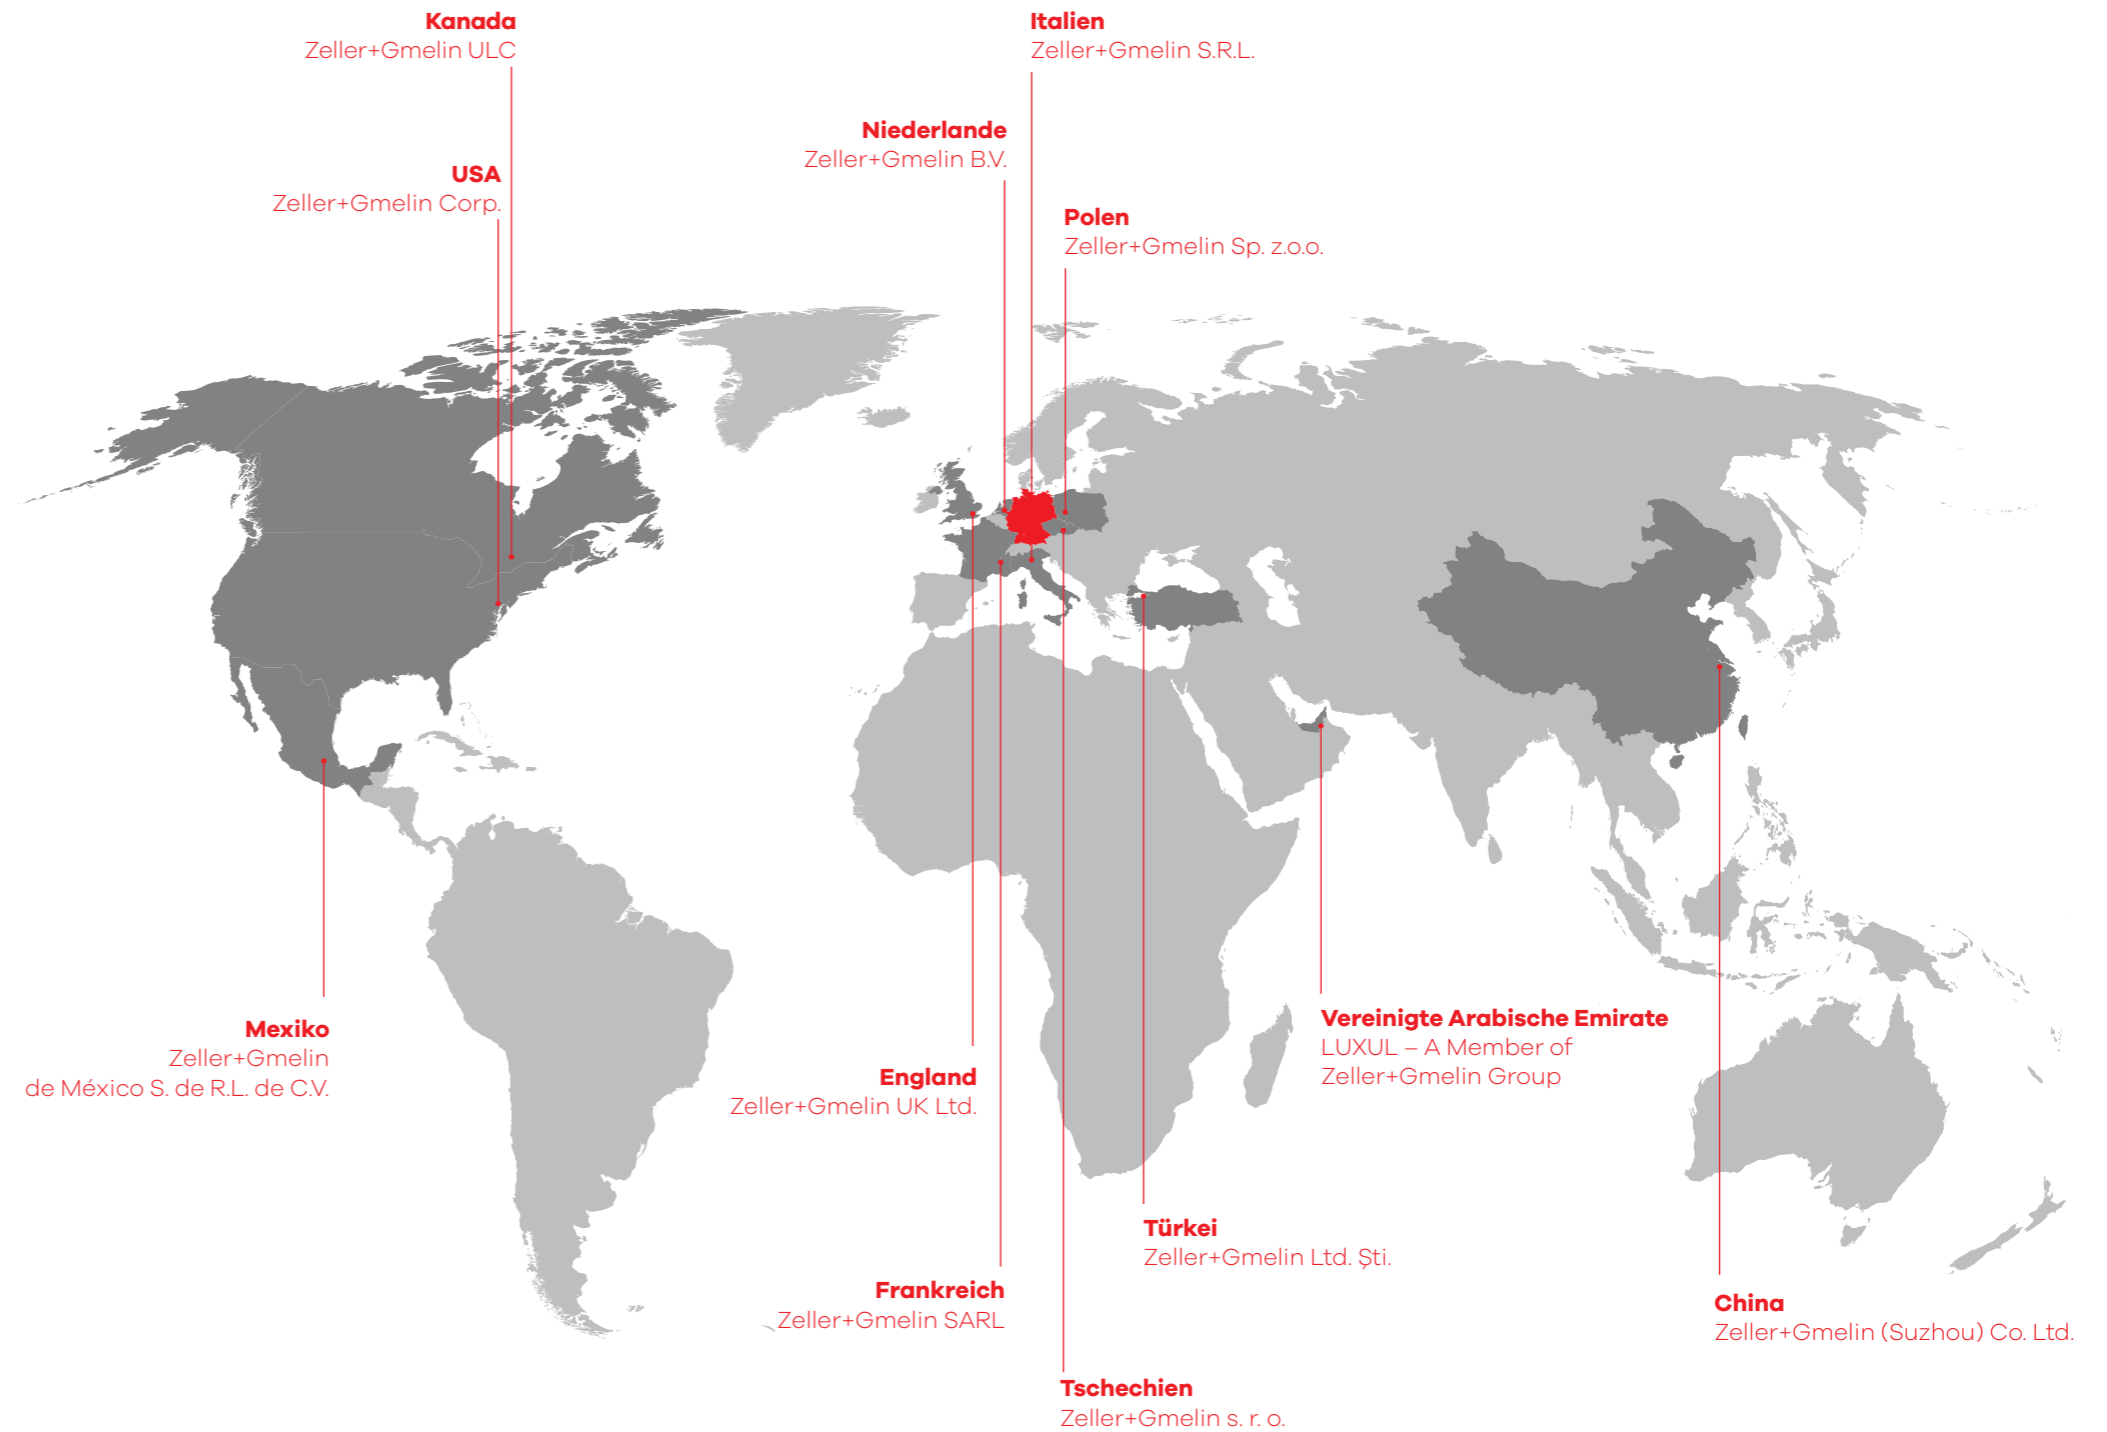 Kanada
Zeller+Gmelin ULC
Italien
Zeller+Gmelin S.R.L.
Niederlande
Zeller+Gmelin B.V.
USA
Zeller+Gmelin Corp.
Polen
Zeller+Gmelin Sp. z.o.o.
Mexiko
Zeller+Gmelin
de México S. de R.L. de C.V.
England
Zeller+Gmelin UK Ltd.
Vereinigte Arabische Emirate
LUXUL – A Member of
Zeller+Gmelin Group
Türkei
Zeller+Gmelin Ltd. Şti.
Frankreich
Zeller+Gmelin SARL
China
Zeller+Gmelin (Suzhou) Co. Ltd.
Tschechien
Zeller+Gmelin s. r. o.